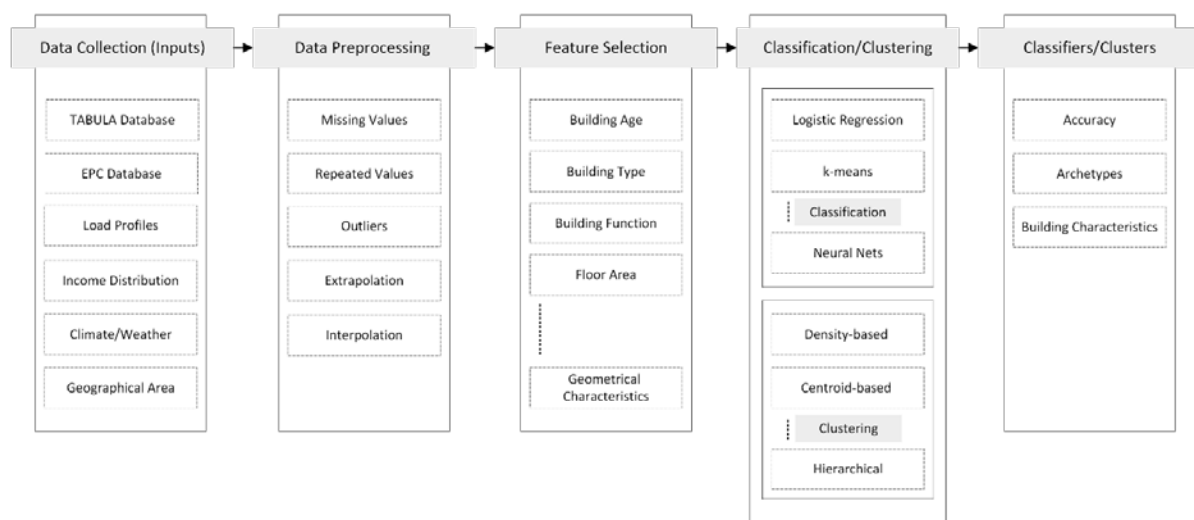 Data Collection (Inputs)
TABULA Database
EPC Database
Load Profiles
Income Distribution
Climate/Weather
Geographical Area
Data Preprocessing
Missing Values
Repeated Values
Outliers
Extrapolation
Interpolation
Feature Selection
Building Age
Building Type
Building Function
Floor Area
Geometrical
Characteristics
Classification/Clustering
Logistic Regression
k-means
Classification
Neural Nets
Density-based
Centroid-based
Clustering
Hierarchical
Classifiers/Clusters
Accuracy
Archetypes
Building Characteristics